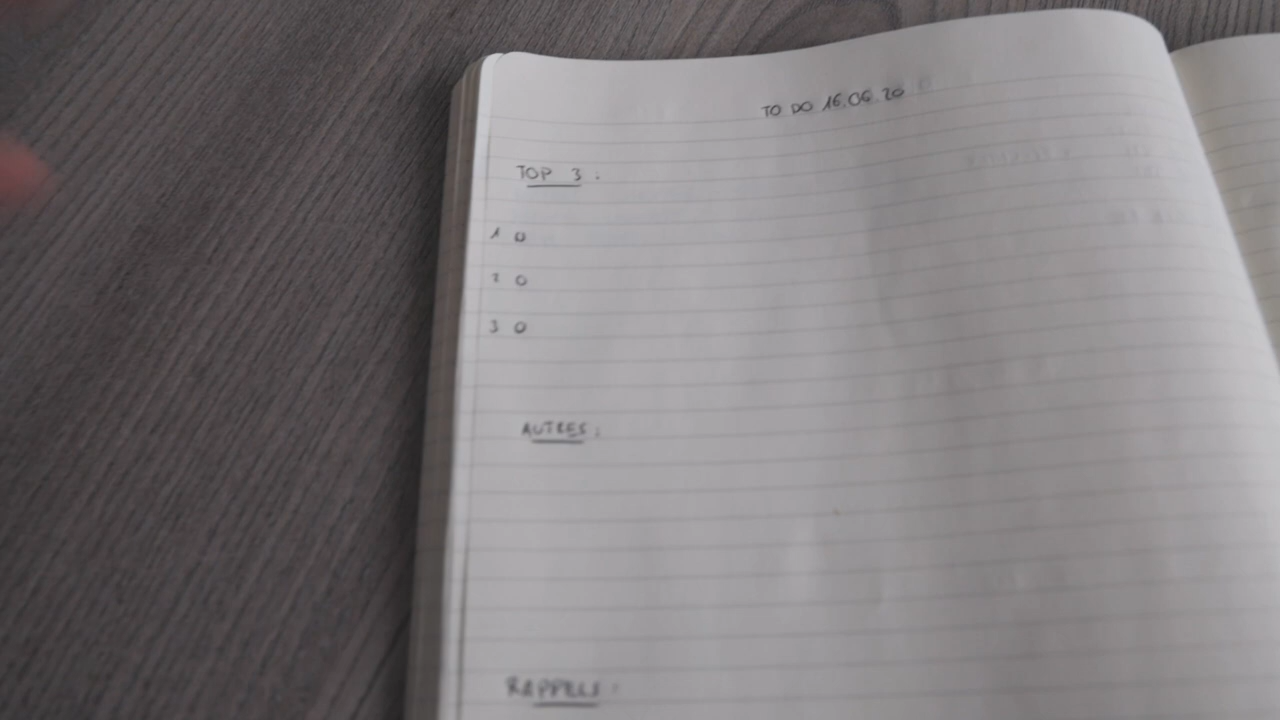 TO DO 16.06.20
TOP 3 :
1 O
2 O
3 O
AUTRES :
RAPPELS :